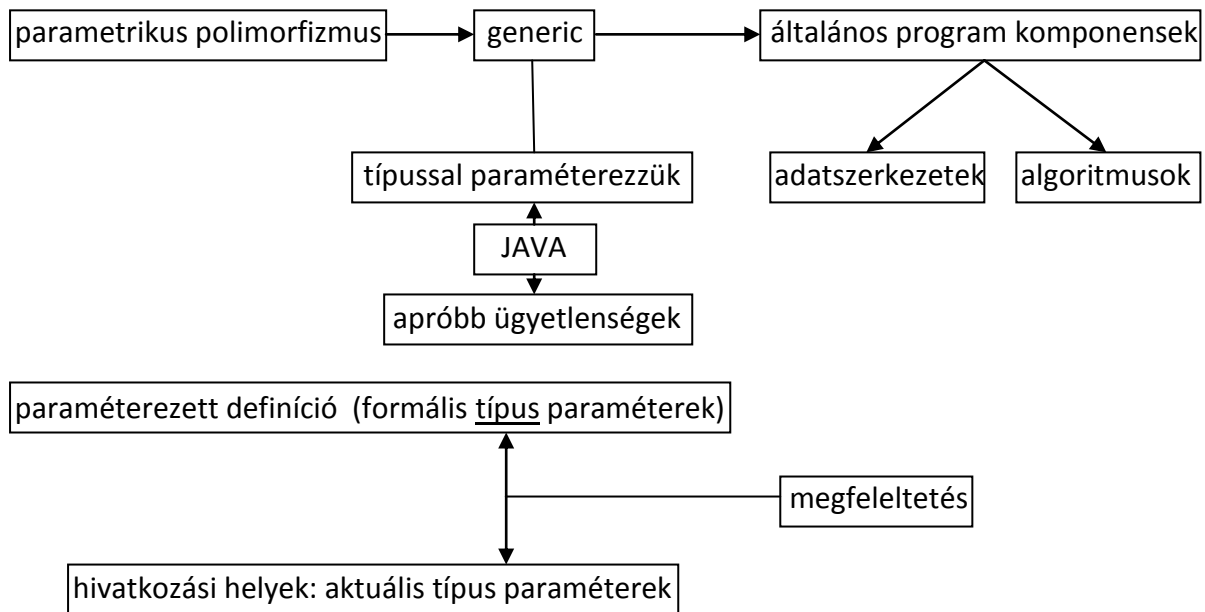 parametrikus polimorfizmus
generic
általános program komponensek
típussal paraméterezzük
adatszerkezetek
algoritmusok
JAVA
apróbb ügyetlenségek
paraméterezett definíció (formális típus paraméterek)
megfeleltetés
hivatkozási helyek: aktuális típus paraméterek